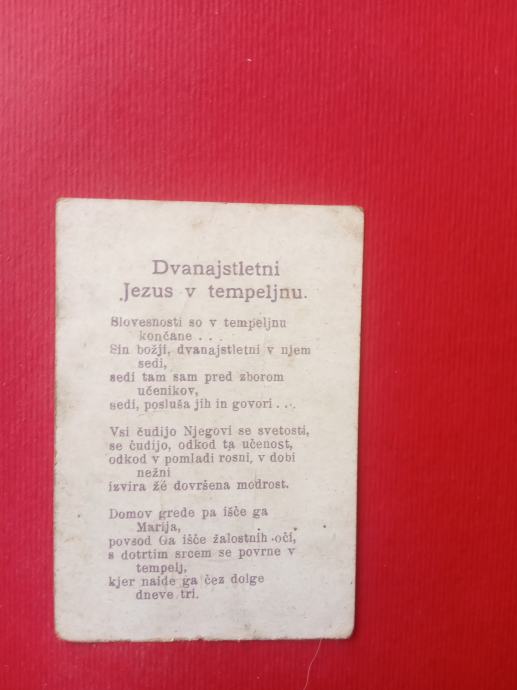 Dvanajstletni
Jezus v tempeljnu.
Slovesnosti so v tempeljnu
končane . . .
Sin božji, dvanajstletni v njem
sedi,
sedi tam sam pred zborom
učenikov,
sedi, posluša jih in govori . . .
Vsi čudijo Njegovi se svetosti,
se čudijo, odkod ta učenost,
odkod v pomladi rosni, v dobi
nežni
izvira že dovršena modrost.
Domov grede pa išče ga
Marija,
povsod Ga išče žalostnih oči,
s dotrtim srcem se povrne v
tempelj,
kjer najde ga čez dolge
dneve tri.